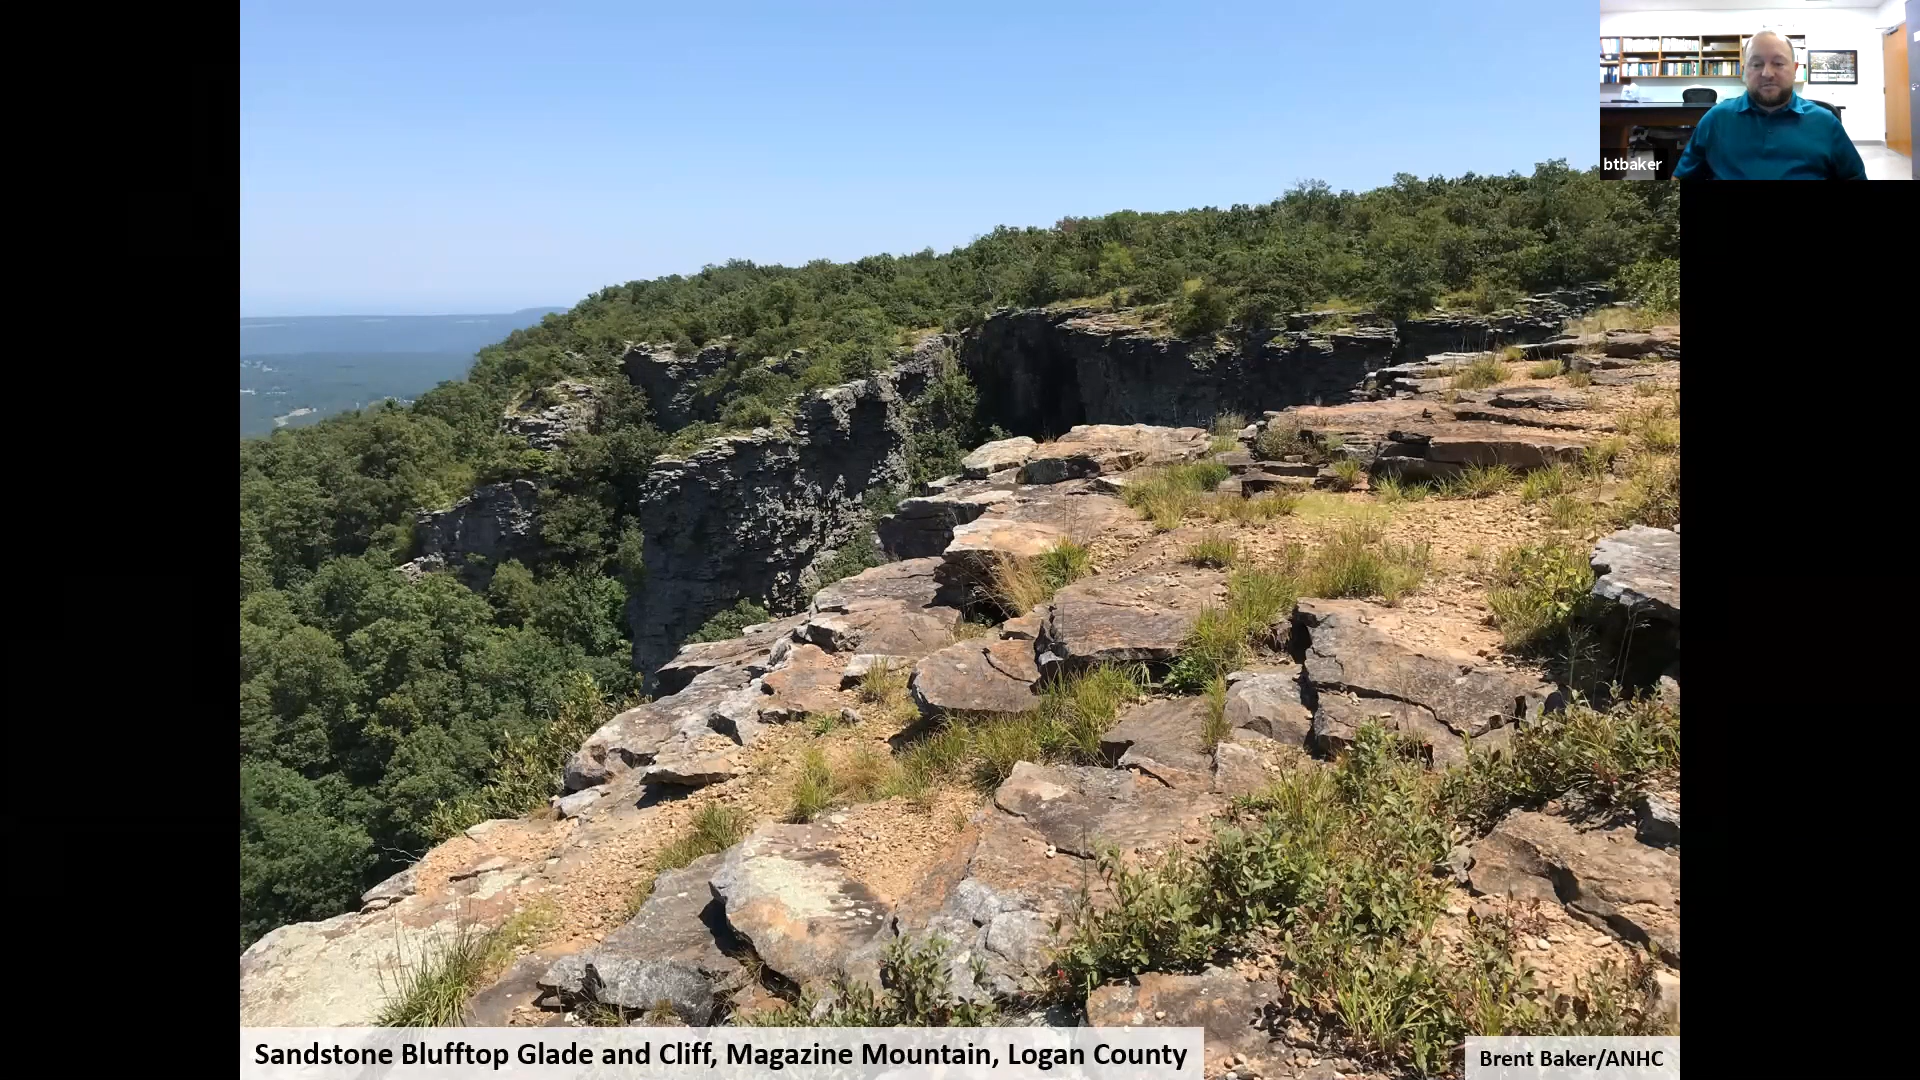 btbaker
Sandstone Blufftop Glade and Cliff, Magazine Mountain, Logan County
Brent Baker/ANHC